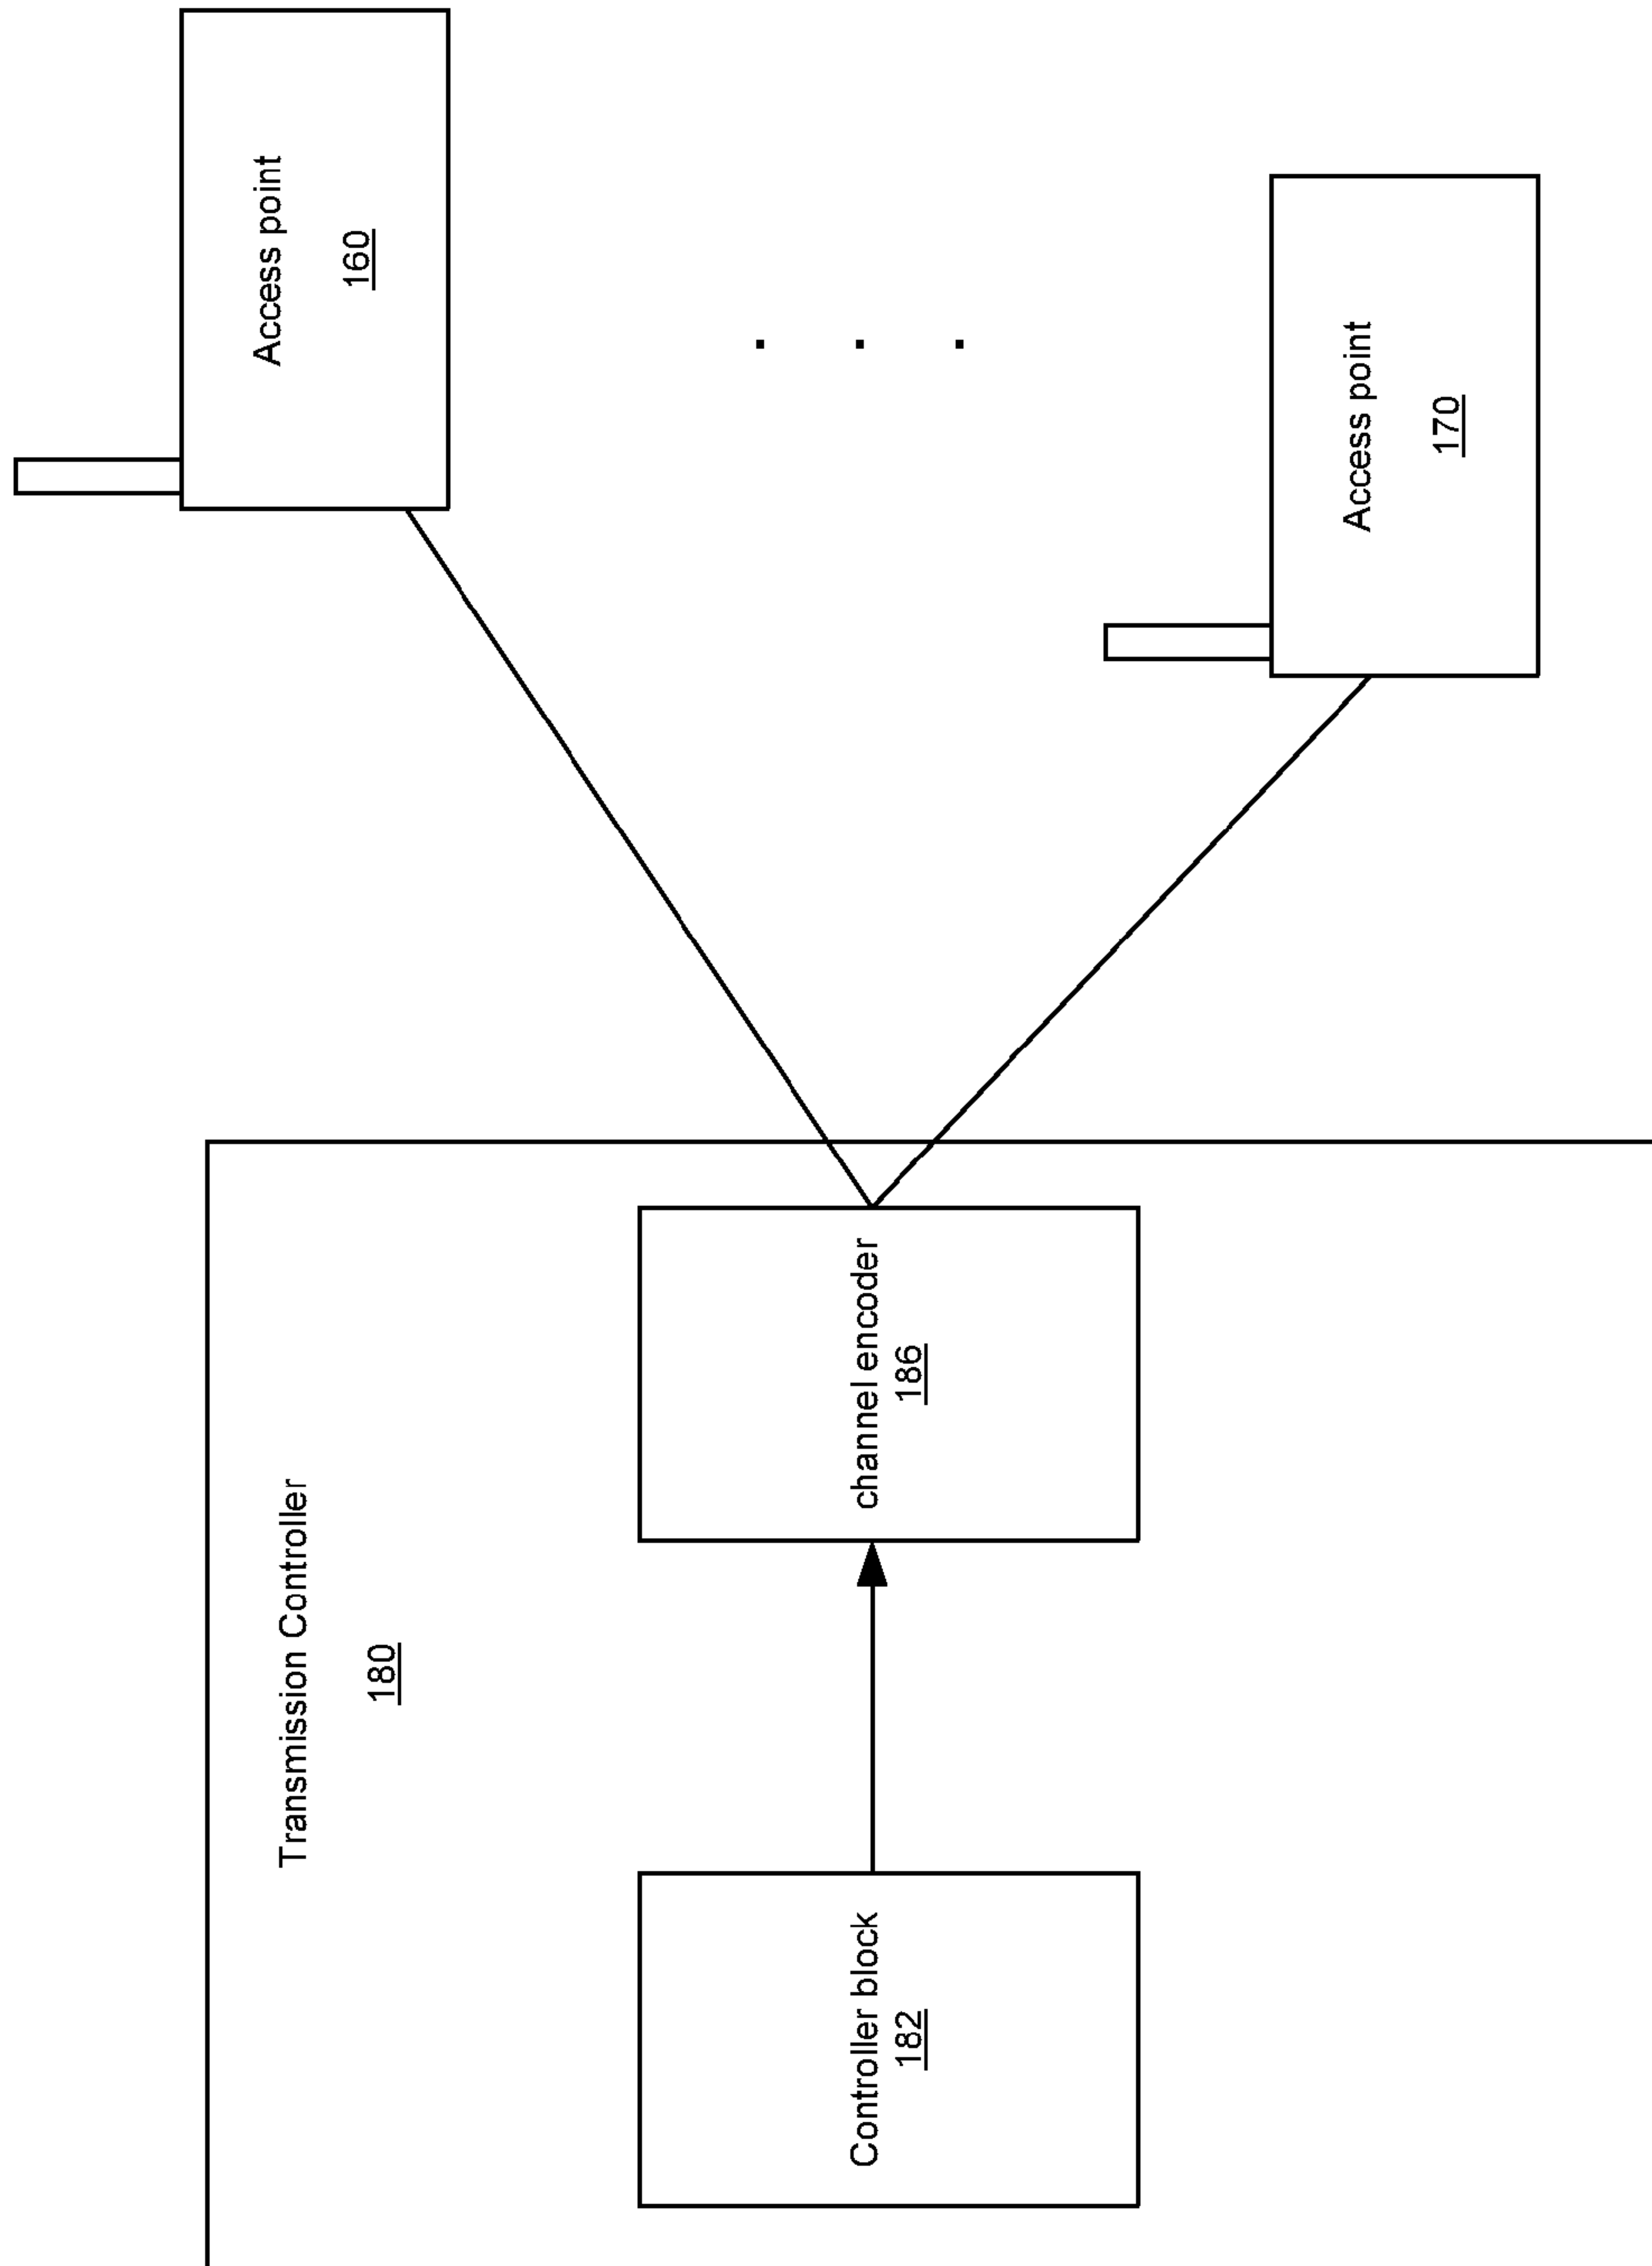 Transmission Controller
180
Controller block
182
channel encoder
186
Access point
160
Access point
170